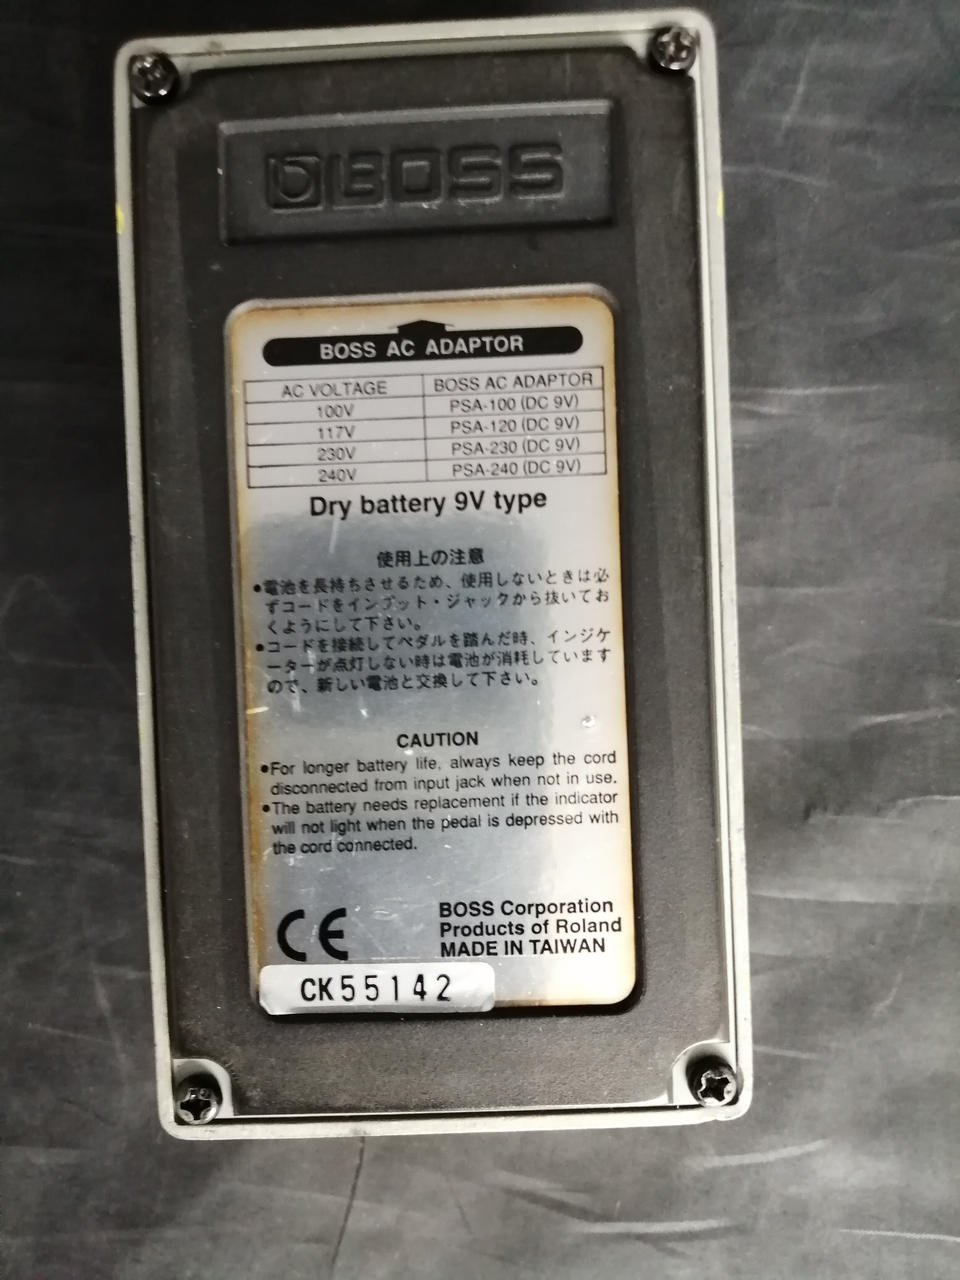 BOSS
BOSS AC ADAPTOR
AC VOLTAGE BOSS AC ADAPTOR
100V PSA-100 (DC 9V)
117V PSA-120 (DC 9V)
230V PSA-230 (DC 9V)
240V PSA-240 (DC 9V)
Dry battery 9V type
使用上の注意
●電池を長持ちさせるため、使用しないときは必
ずコードをインプット・ジャックから抜いてお
くようにして下さい。
●コードを接続してペダルを踏んだ時、インジケ
ーターが点灯しない時は電池が消耗しています
ので、新しい電池と交換して下さい。
CAUTION
●For longer battery life, always keep the cord
disconnected from input jack when not in use.
●The battery needs replacement if the indicator
will not light when the pedal is depressed with
the cord connected.
CE
BOSS Corporation
Products of Roland
MADE IN TAIWAN
CK55142